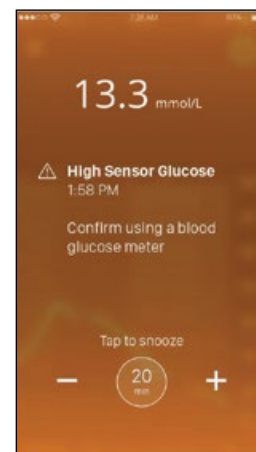 13.3 mmol/L
High Sensor Glucose
1:58 PM
Confirm using a blood
glucose meter
Tap to snooze
− 20 +
min